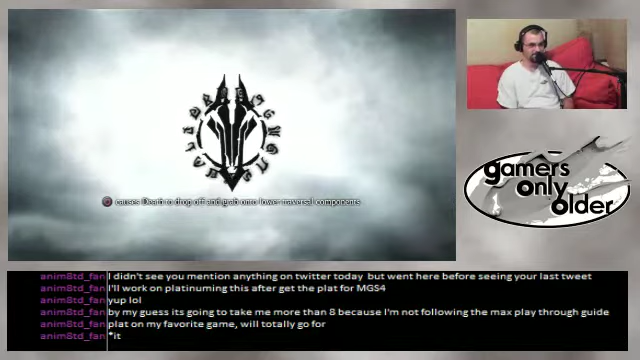 causes Death to drop off and grab onto lower traversal components
gamers
only
older
anim8td_fan I didn't see you mention anything on twitter today but went here before seeing your last tweet
anim8td_fan I'll work on platinuming this after get the plat for MGS4
anim8td_fan yup lol
anim8td_fan by my guess its going to take me more than 8 because I'm not following the max play through guide
anim8td_fan plat on my favorite game, will totally go for
anim8td_fan *it